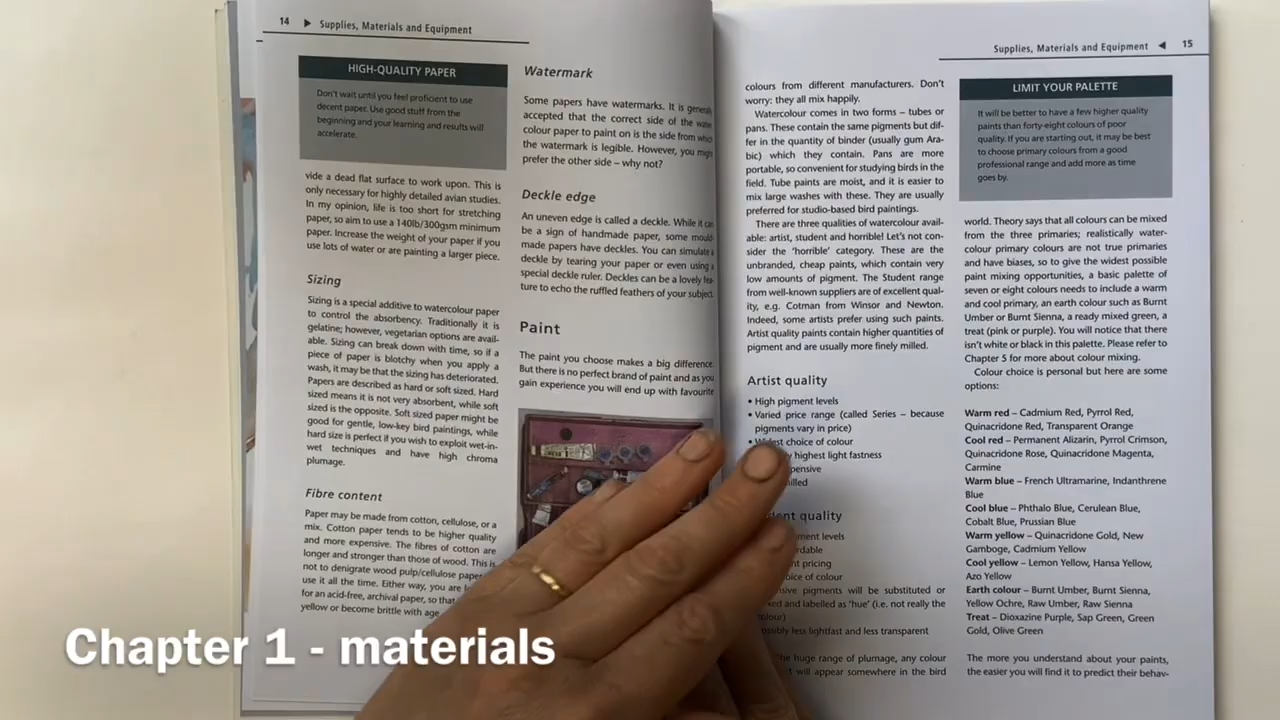 14 ▶ Supplies, Materials and Equipment
HIGH-QUALITY PAPER
Don't wait until you feel proficient to use
decent paper. Use good stuff from the
beginning and your learning and results will
accelerate.
vide a dead flat surface to work upon. This is
only necessary for highly detailed avian studies.
In my opinion, life is too short for stretching
paper, so aim to use a 140lb/300gsm minimum
paper. Increase the weight of your paper if you
use lots of water or are painting a larger piece.
Sizing
Sizing is a special additive to watercolour paper
to control the absorbency. Traditionally it is
gelatine; however, vegetarian options are avail-
able. Sizing can break down with time, so if a
piece of paper is blotchy when you apply a
wash, it may be that the sizing has deteriorated.
Papers are described as hard or soft sized. Hard
sized means it is not very absorbent, while soft
sized is the opposite. Soft sized paper might be
good for gentle, low-key bird paintings, while
hard size is perfect if you wish to exploit wet-in-
wet techniques and have high chroma
plumage.
Fibre content
Paper may be made from cotton, cellulose, or a
mix. Cotton paper tends to be higher quality
and more expensive. The fibres of cotton are
longer and stronger than those of wood. This is
not to denigrate wood pulp/cellulose paper
use it all the time. Either way, you are
for an acid-free, archival paper, so that
yellow or become brittle with age.
Watermark
Some papers have watermarks. It is generally
accepted that the correct side of the water
colour paper to paint on is the side from which
the watermark is legible. However, you might
prefer the other side – why not?
Deckle edge
An uneven edge is called a deckle. While it can
be a sign of handmade paper, some mould
made papers have deckles. You can simulate a
deckle by tearing your paper or even using a
special deckle ruler. Deckles can be a lovely fea-
ture to echo the ruffled feathers of your subject.
Paint
The paint you choose makes a big difference.
But there is no perfect brand of paint and as you
gain experience you will end up with favourite
Supplies, Materials and Equipment ◀ 15
colours from different manufacturers. Don't
worry: they all mix happily.
Watercolour comes in two forms – tubes or
pans. These contain the same pigments but dif-
fer in the quantity of binder (usually gum Ara-
bic) which they contain. Pans are more
portable, so convenient for studying birds in the
field. Tube paints are moist, and it is easier to
mix large washes with these. They are usually
preferred for studio-based bird paintings.
There are three qualities of watercolour avail-
able: artist, student and horrible! Let's not con-
sider the 'horrible' category. These are the
unbranded, cheap paints, which contain very
low amounts of pigment. The Student range
from well-known suppliers are of excellent qual-
ity, e.g. Cotman from Winsor and Newton.
Indeed, some artists prefer using such paints.
Artist quality paints contain higher quantities of
pigment and are usually more finely milled.
Artist quality
• High pigment levels
• Varied price range (called Series – because
pigments vary in price)
• Widest choice of colour
highest light fastness
pensive
illed
dent quality
ment levels
rdable
nt pricing
oice of colour
sive pigments will be substituted or
xed and labelled as 'hue' (i.e. not really the
olour)
ossibly less lightfast and less transparent
he huge range of plumage, any colour
t will appear somewhere in the bird
LIMIT YOUR PALETTE
It will be better to have a few higher quality
paints than forty-eight colours of poor
quality. If you are starting out, it may be best
to choose primary colours from a good
professional range and add more as time
goes by.
world. Theory says that all colours can be mixed
from the three primaries; realistically water-
colour primary colours are not true primaries
and have biases, so to give the widest possible
paint mixing opportunities, a basic palette of
seven or eight colours needs to include a warm
and cool primary, an earth colour such as Burnt
Umber or Burnt Sienna, a ready mixed green, a
treat (pink or purple). You will notice that there
isn't white or black in this palette. Please refer to
Chapter 5 for more about colour mixing.
Colour choice is personal but here are some
options:
Warm red – Cadmium Red, Pyrrol Red,
Quinacridone Red, Transparent Orange
Cool red – Permanent Alizarin, Pyrrol Crimson,
Quinacridone Rose, Quinacridone Magenta,
Carmine
Warm blue – French Ultramarine, Indanthrene
Blue
Cool blue – Phthalo Blue, Cerulean Blue,
Cobalt Blue, Prussian Blue
Warm yellow – Quinacridone Gold, New
Gamboge, Cadmium Yellow
Cool yellow – Lemon Yellow, Hansa Yellow,
Azo Yellow
Earth colour – Burnt Umber, Burnt Sienna,
Yellow Ochre, Raw Umber, Raw Sienna
Treat – Dioxazine Purple, Sap Green, Green
Gold, Olive Green
The more you understand about your paints,
the easier you will find it to predict their behav-
Chapter 1 - materials